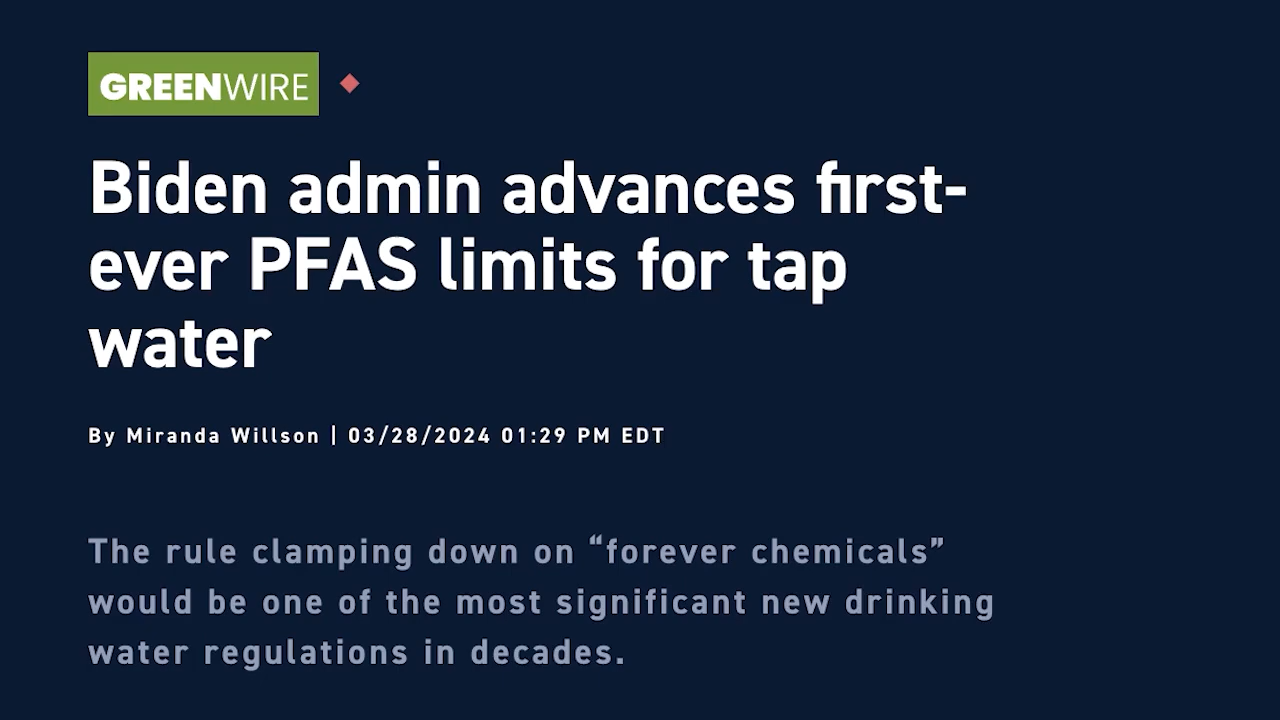 GREENWIRE
Biden admin advances first-
ever PFAS limits for tap
water
By Miranda Willson | 03/28/2024 01:29 PM EDT
The rule clamping down on “forever chemicals”
would be one of the most significant new drinking
water regulations in decades.